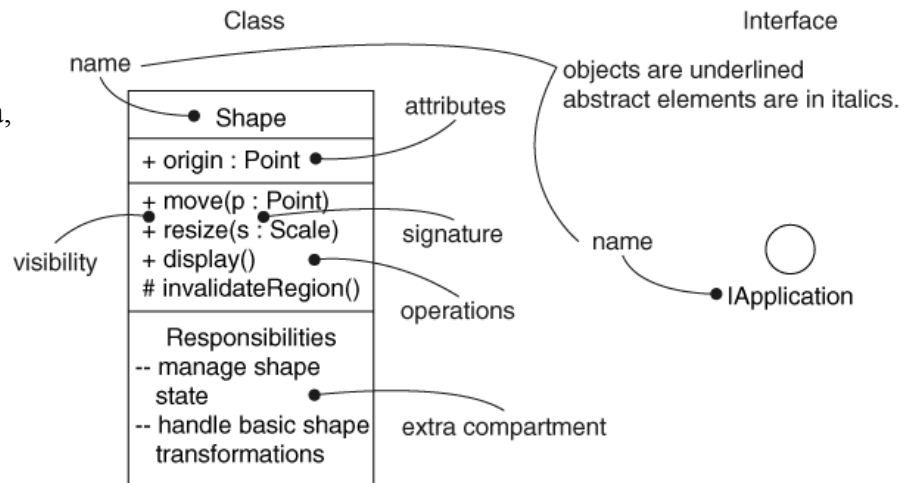 Class
Interface
name
objects are underlined
abstract elements are in italics.
attributes
Shape
+ origin : Point
+ move(p : Point)
+ resize(s : Scale)
+ display()
# invalidateRegion()
visibility
signature
operations
name
IApplication
Responsibilities
-- manage shape
state
-- handle basic shape
transformations
extra compartment